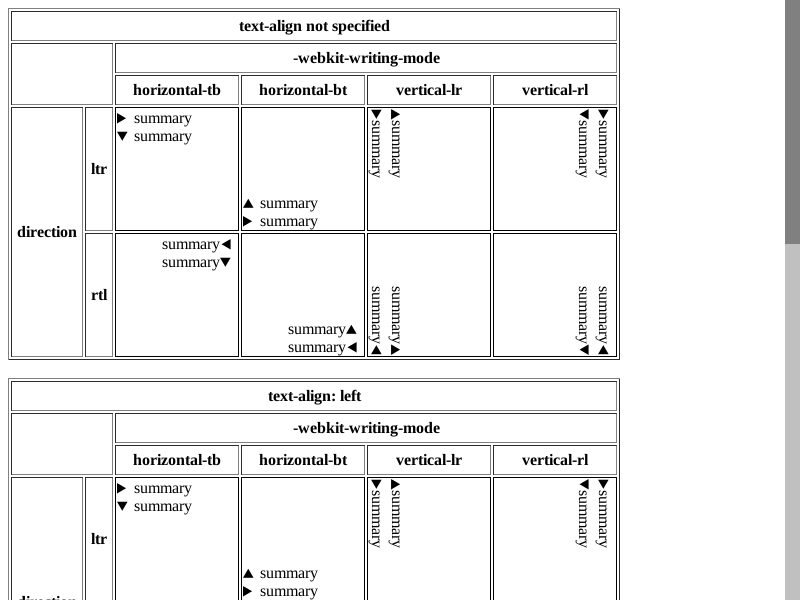 text-align not specified
-webkit-writing-mode
horizontal-tb horizontal-bt vertical-lr vertical-rl
direction
ltr
▶ summary
▼ summary
▲ summary
▶ summary
▼ summary
▶ summary
◀ summary
▼ summary
rtl
summary◀
summary▼
summary▲
summary◀
summary ▲
summary ▶
summary ◀
summary ▲
text-align: left
-webkit-writing-mode
horizontal-tb horizontal-bt vertical-lr vertical-rl
direction
ltr
▶ summary
▼ summary
▲ summary
▶ summary
▼ summary
▶ summary
◀ summary
▼ summary